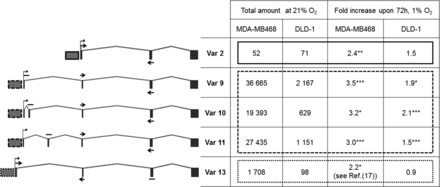 Total amount at 21% O2 Fold increase upon 72h, 1% O2
MDA-MB468 DLD-1 MDA-MB468 DLD-1
Var 2 52 71 2.4** 1.5
Var 9 36 665 2 167 3.5*** 1.9*
Var 10 19 393 629 3.2* 2.1***
Var 11 27 435 1 151 3.0*** 1.5***
Var 13 1 708 98 2.2* 0.9
(see Ref.(17))